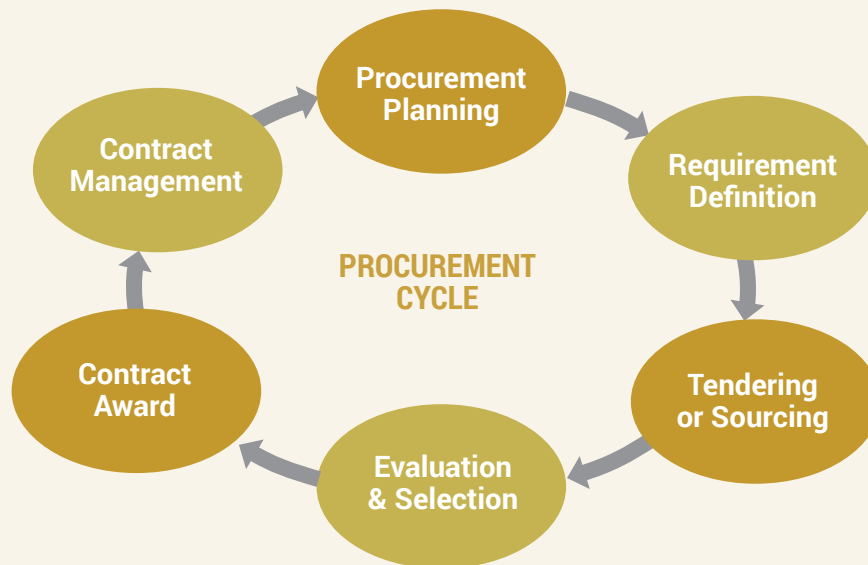 Procurement
Planning
Requirement
Definition
Tendering
or Sourcing
Evaluation
& Selection
Contract
Award
Contract
Management
PROCUREMENT
CYCLE